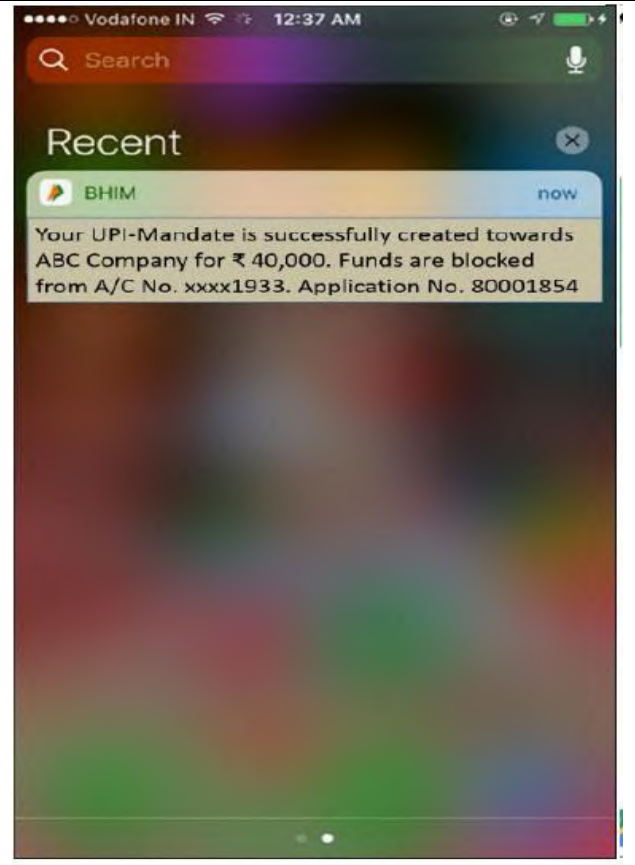 Vodafone IN 12:37 AM
Search
Recent
BHIM now
Your UPI-Mandate is successfully created towards
ABC Company for ₹ 40,000. Funds are blocked
from A/C No. xxxx1933. Application No. 80001854